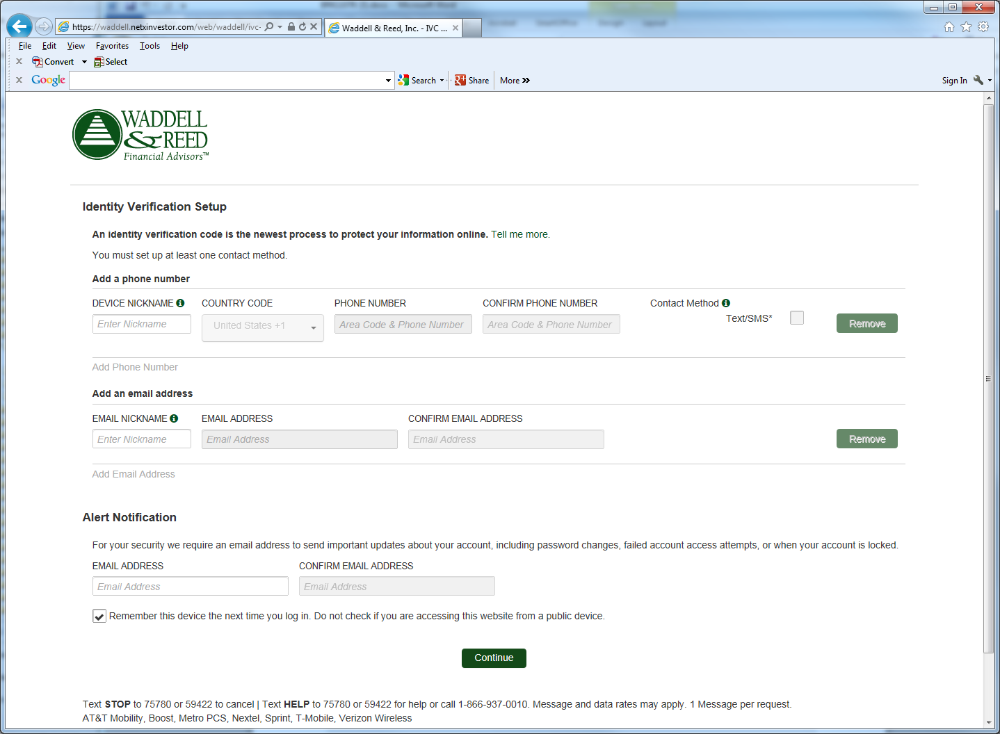 https://waddell.netxinvestor.com/web/waddell/ivc-
Waddell & Reed, Inc. - IVC ...
File Edit View Favorites Tools Help
x Convert Select
x Google Search Share More » Sign In
WADDELL
& REED
Financial Advisors™
Identity Verification Setup
An identity verification code is the newest process to protect your information online. Tell me more.
You must set up at least one contact method.
Add a phone number
DEVICE NICKNAME COUNTRY CODE PHONE NUMBER CONFIRM PHONE NUMBER Contact Method
Enter Nickname United States +1 Area Code & Phone Number Area Code & Phone Number Text/SMS* Remove
Add Phone Number
Add an email address
EMAIL NICKNAME EMAIL ADDRESS CONFIRM EMAIL ADDRESS
Enter Nickname Email Address Email Address Remove
Add Email Address
Alert Notification
For your security we require an email address to send important updates about your account, including password changes, failed account access attempts, or when your account is locked.
EMAIL ADDRESS CONFIRM EMAIL ADDRESS
Email Address Email Address
Remember this device the next time you log in. Do not check if you are accessing this website from a public device.
Continue
Text STOP to 75780 or 59422 to cancel | Text HELP to 75780 or 59422 for help or call 1-866-937-0010. Message and data rates may apply. 1 Message per request.
AT&T Mobility, Boost, Metro PCS, Nextel, Sprint, T-Mobile, Verizon Wireless